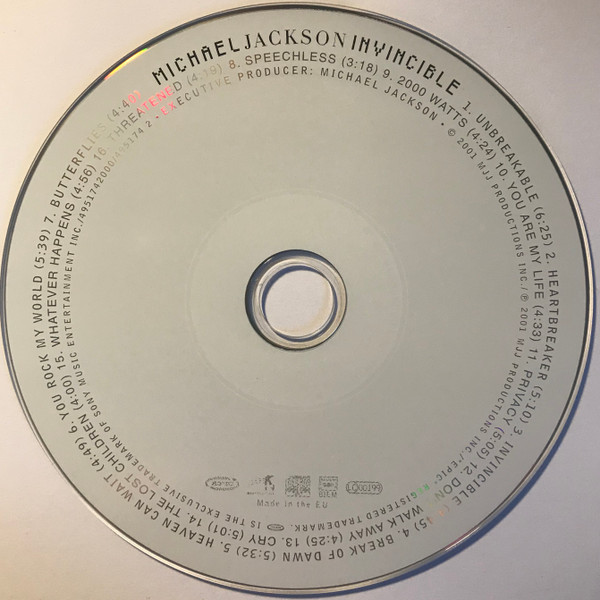 MICHAEL JACKSON INVINCIBLE
1. UNBREAKABLE (6:25) 2. HEARTBREAKER (5:10) 3. INVINCIBLE (4:45) 4. BREAK OF DAWN (5:32) 5. HEAVEN CAN WAIT (4:49) 6. YOU ROCK MY WORLD (5:39) 7. BUTTERFLIES (4:40)
8. SPEECHLESS (3:18) 9. 2000 WATTS (4:24) 10. YOU ARE MY LIFE (4:33) 11. PRIVACY (5:05) 12. DON'T WALK AWAY (4:25) 13. CRY (5:01) 14. THE LOST CHILDREN (4:00) 15. WHATEVER HAPPENS (4:56) 16. THREATENED (4:19)
EXECUTIVE PRODUCER: MICHAEL JACKSON • © 2001 MJJ PRODUCTIONS INC./ ℗ 2001 MJJ PRODUCTIONS INC./"EPIC" REGISTERED TRADEMARK. IS THE EXCLUSIVE TRADEMARK OF SONY MUSIC ENTERTAINMENT INC./4951742000/495174 2 •
BIEM
LC00199
Made in the EU